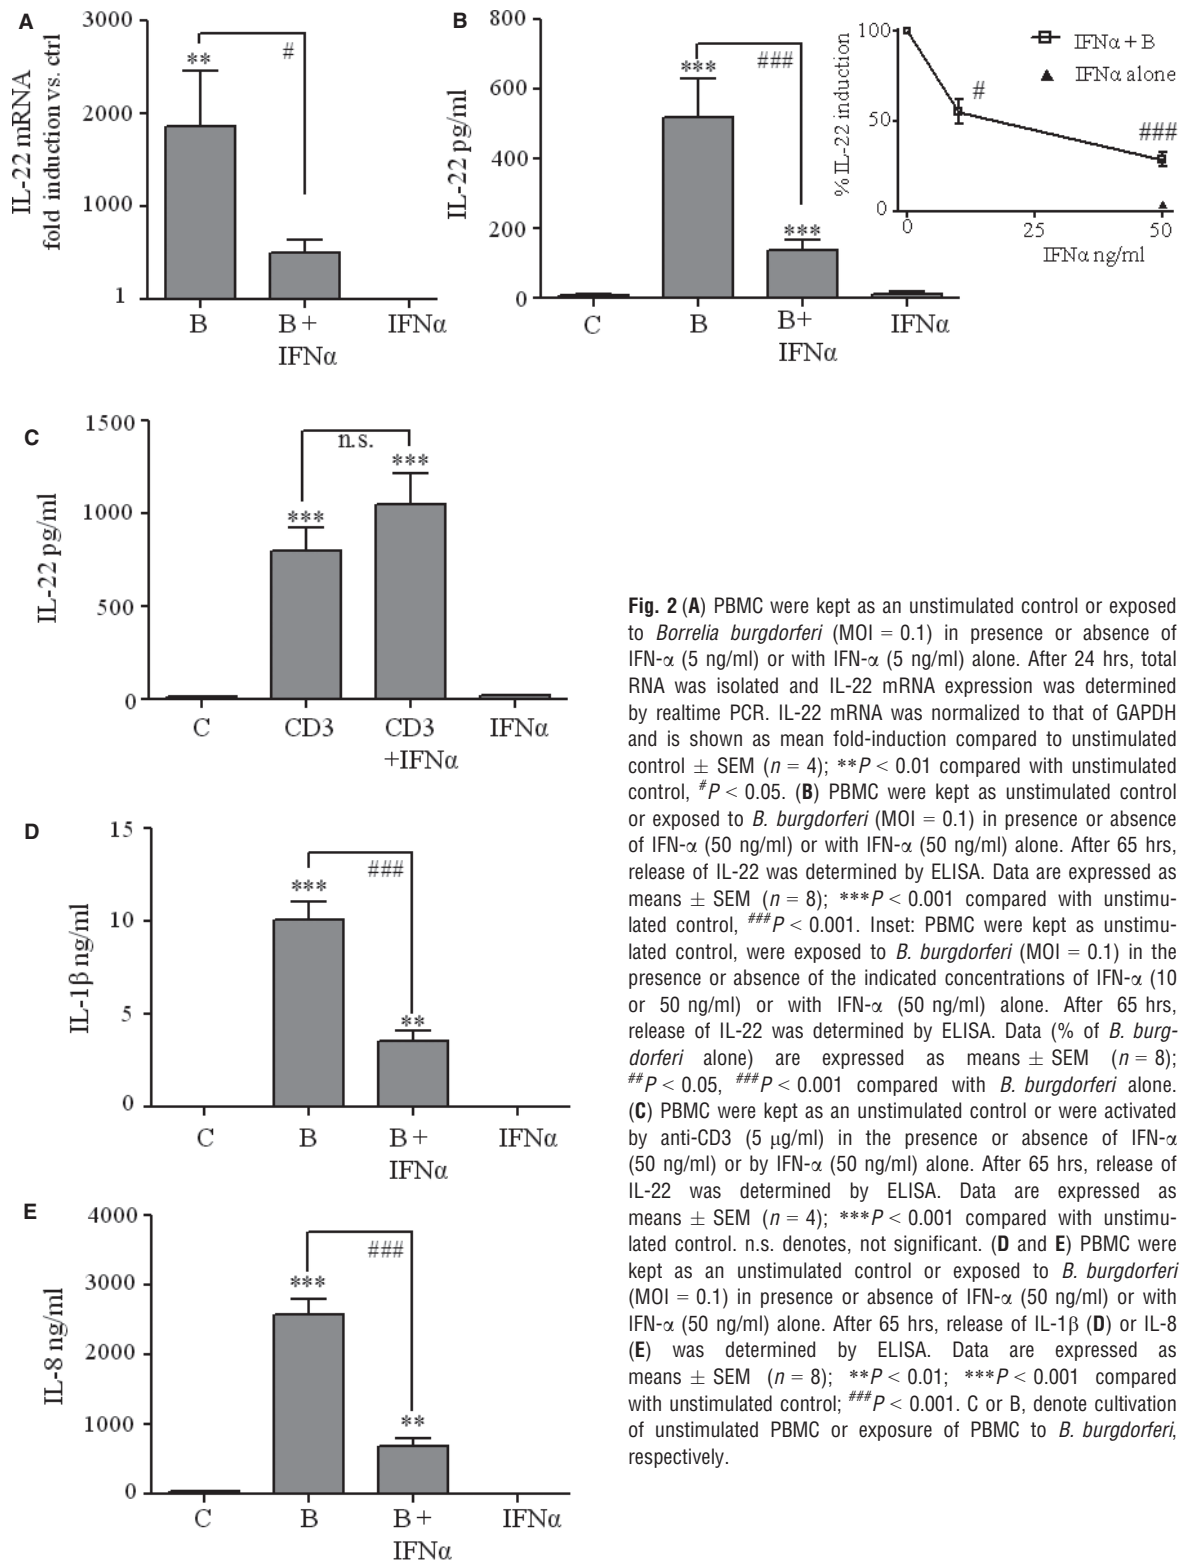 A
IL-22 mRNA
fold induction vs. ctrl
3000
2000
1000
1
**
#
B
B +
IFNα
IFNα
B
IL-22 pg/ml
800
600
400
200
0
***
###
***
C
B
B+
IFNα
IFNα
% IL-22 induction
100
50
0
#
###
IFNα + B
IFNα alone
0
25
50
IFNα ng/ml
C
IL-22 pg/ml
1500
1000
500
0
n.s.
***
***
C
CD3
CD3
+IFNα
IFNα
D
IL-1β ng/ml
15
10
5
0
***
###
**
C
B
B +
IFNα
IFNα
E
IL-8 ng/ml
4000
3000
2000
1000
0
***
###
**
C
B
B +
IFNα
IFNα
Fig. 2 (A) PBMC were kept as an unstimulated control or exposed
to Borrelia burgdorferi (MOI = 0.1) in presence or absence of
IFN-α (5 ng/ml) or with IFN-α (5 ng/ml) alone. After 24 hrs, total
RNA was isolated and IL-22 mRNA expression was determined
by realtime PCR. IL-22 mRNA was normalized to that of GAPDH
and is shown as mean fold-induction compared to unstimulated
control ± SEM (n = 4); **P < 0.01 compared with unstimulated
control, #P < 0.05. (B) PBMC were kept as unstimulated control
or exposed to B. burgdorferi (MOI = 0.1) in presence or absence
of IFN-α (50 ng/ml) or with IFN-α (50 ng/ml) alone. After 65 hrs,
release of IL-22 was determined by ELISA. Data are expressed as
means ± SEM (n = 8); ***P < 0.001 compared with unstimu-
lated control, ###P < 0.001. Inset: PBMC were kept as unstimu-
lated control, were exposed to B. burgdorferi (MOI = 0.1) in the
presence or absence of the indicated concentrations of IFN-α (10
or 50 ng/ml) or with IFN-α (50 ng/ml) alone. After 65 hrs,
release of IL-22 was determined by ELISA. Data (% of B. burg-
dorferi alone) are expressed as means ± SEM (n = 8);
##P < 0.05, ###P < 0.001 compared with B. burgdorferi alone.
(C) PBMC were kept as an unstimulated control or were activated
by anti-CD3 (5 μg/ml) in the presence or absence of IFN-α
(50 ng/ml) or by IFN-α (50 ng/ml) alone. After 65 hrs, release of
IL-22 was determined by ELISA. Data are expressed as
means ± SEM (n = 4); ***P < 0.001 compared with unstimu-
lated control. n.s. denotes, not significant. (D and E) PBMC were
kept as an unstimulated control or exposed to B. burgdorferi
(MOI = 0.1) in presence or absence of IFN-α (50 ng/ml) or with
IFN-α (50 ng/ml) alone. After 65 hrs, release of IL-1β (D) or IL-8
(E) was determined by ELISA. Data are expressed as
means ± SEM (n = 8); **P < 0.01; ***P < 0.001 compared
with unstimulated control; ###P < 0.001. C or B, denote cultivation
of unstimulated PBMC or exposure of PBMC to B. burgdorferi,
respectively.